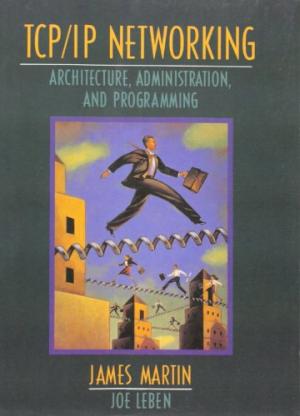 TCP/IP NETWORKING
ARCHITECTURE, ADMINISTRATION,
AND PROGRAMMING
JAMES MARTIN
JOE LEBEN